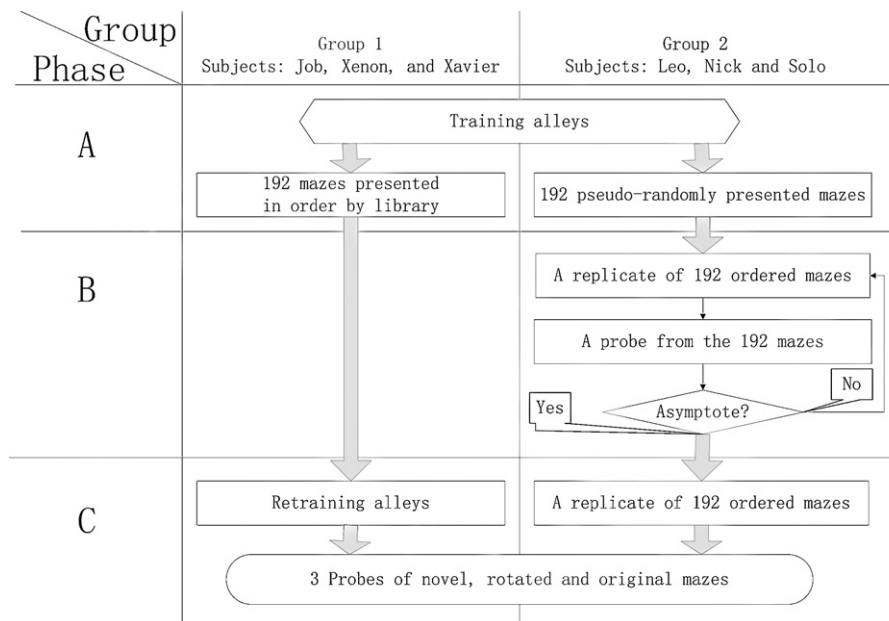 Group
Phase
Group 1
Subjects: Job, Xenon, and Xavier
Group 2
Subjects: Leo, Nick and Solo
A
Training alleys
192 mazes presented
in order by library
192 pseudo-randomly presented mazes
B
A replicate of 192 ordered mazes
A probe from the 192 mazes
Asymptote?
Yes
No
C
Retraining alleys
A replicate of 192 ordered mazes
3 Probes of novel, rotated and original mazes